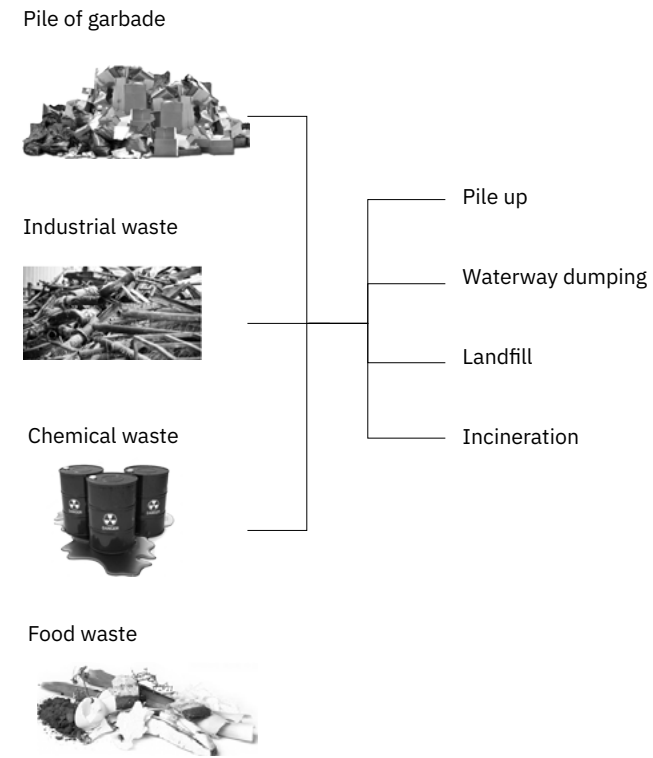 Pile of garbade
Industrial waste
Chemical waste
Food waste
Pile up
Waterway dumping
Landfill
Incineration